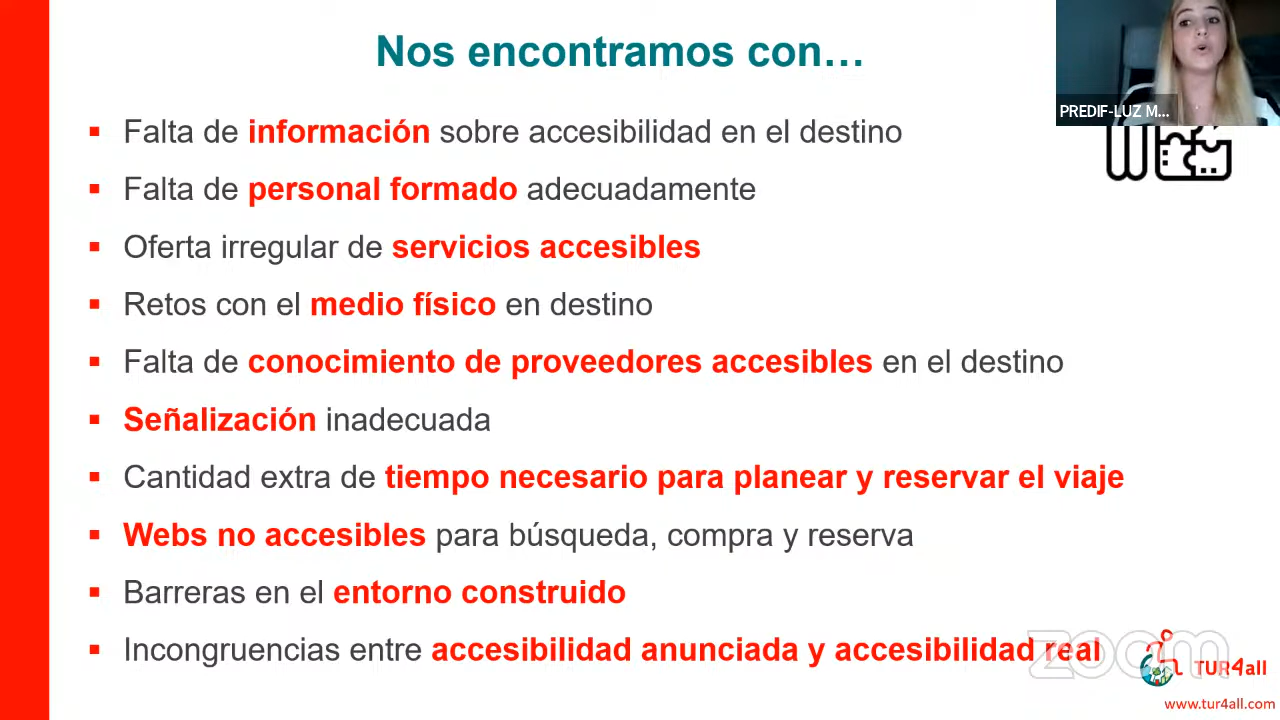 Nos encontramos con…
PREDIF-LUZ M...
▪ Falta de información sobre accesibilidad en el destino
▪ Falta de personal formado adecuadamente
▪ Oferta irregular de servicios accesibles
▪ Retos con el medio físico en destino
▪ Falta de conocimiento de proveedores accesibles en el destino
▪ Señalización inadecuada
▪ Cantidad extra de tiempo necesario para planear y reservar el viaje
▪ Webs no accesibles para búsqueda, compra y reserva
▪ Barreras en el entorno construido
▪ Incongruencias entre accesibilidad anunciada y accesibilidad real
zoom
TUR4all
www.tur4all.com